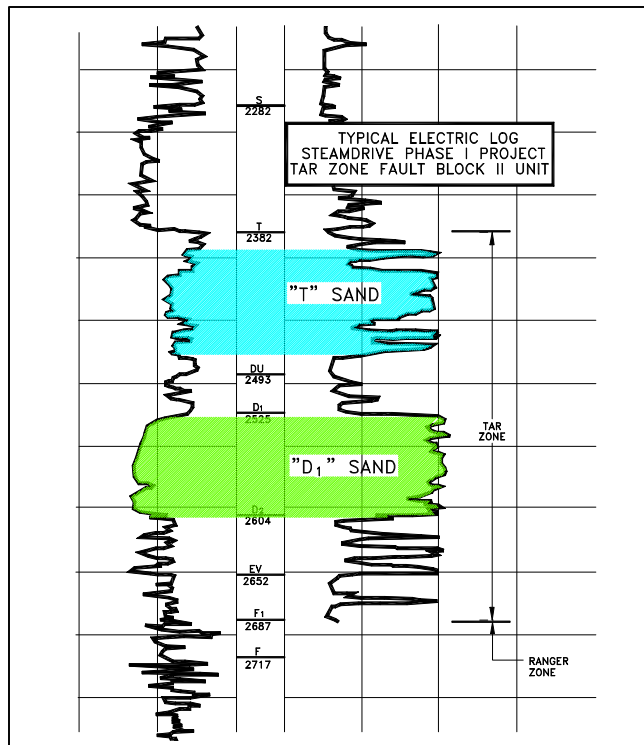 S
2282
TYPICAL ELECTRIC LOG
STEAMDRIVE PHASE I PROJECT
TAR ZONE FAULT BLOCK II UNIT
T
2382
"T" SAND
DU
2493
D1
2525
TAR
ZONE
"D1" SAND
D2
2604
EV
2652
F1
2687
F
2717
RANGER
ZONE